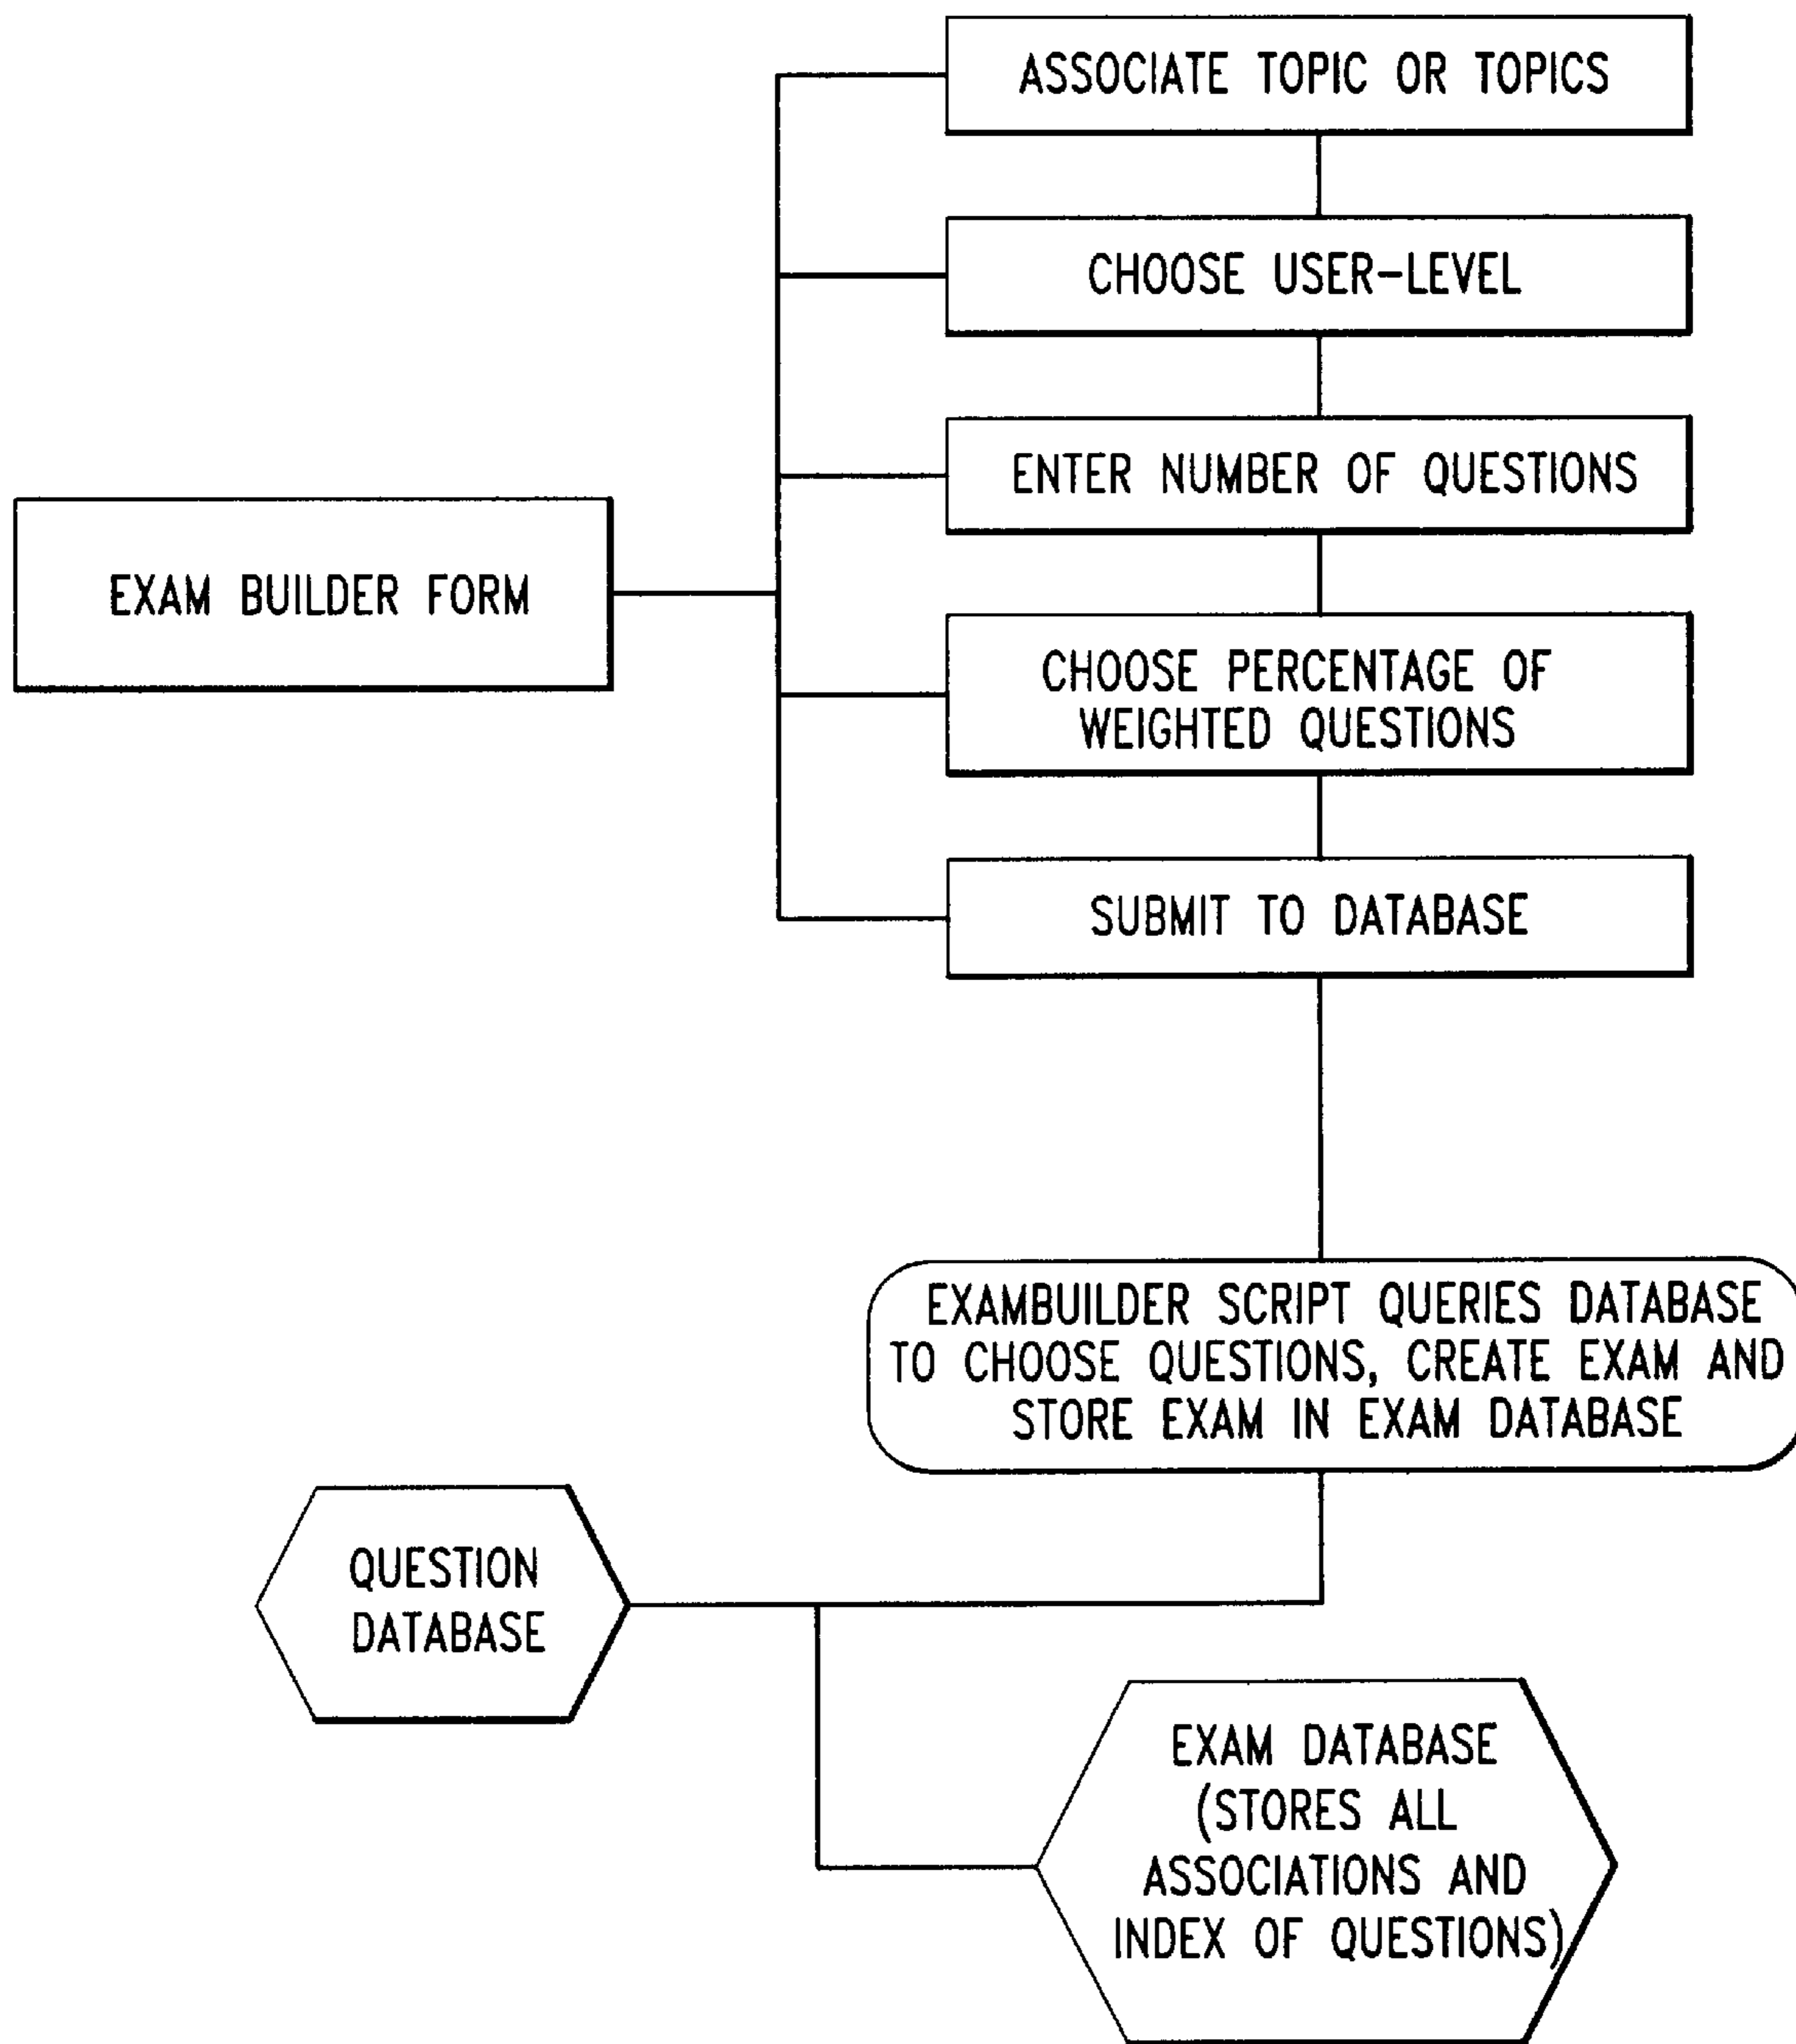 ASSOCIATE TOPIC OR TOPICS
CHOOSE USER-LEVEL
ENTER NUMBER OF QUESTIONS
EXAM BUILDER FORM
CHOOSE PERCENTAGE OF
WEIGHTED QUESTIONS
SUBMIT TO DATABASE
EXAMBUILDER SCRIPT QUERIES DATABASE
TO CHOOSE QUESTIONS, CREATE EXAM AND
STORE EXAM IN EXAM DATABASE
QUESTION
DATABASE
EXAM DATABASE
(STORES ALL
ASSOCIATIONS AND
INDEX OF QUESTIONS)